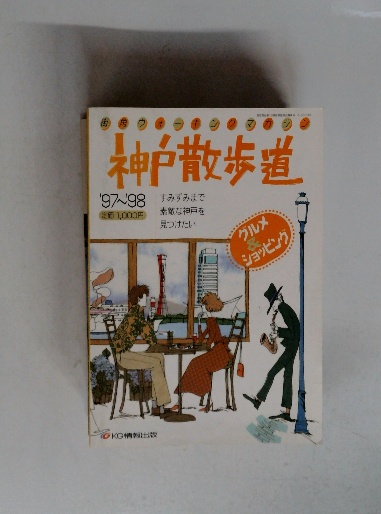 街角ウォーキングマガジン
神戸散歩道
'97〜'98
定価 1,000円
すみずみまで
素敵な神戸を
見つけたい
グルメ
&
ショッピング
KG情報出版